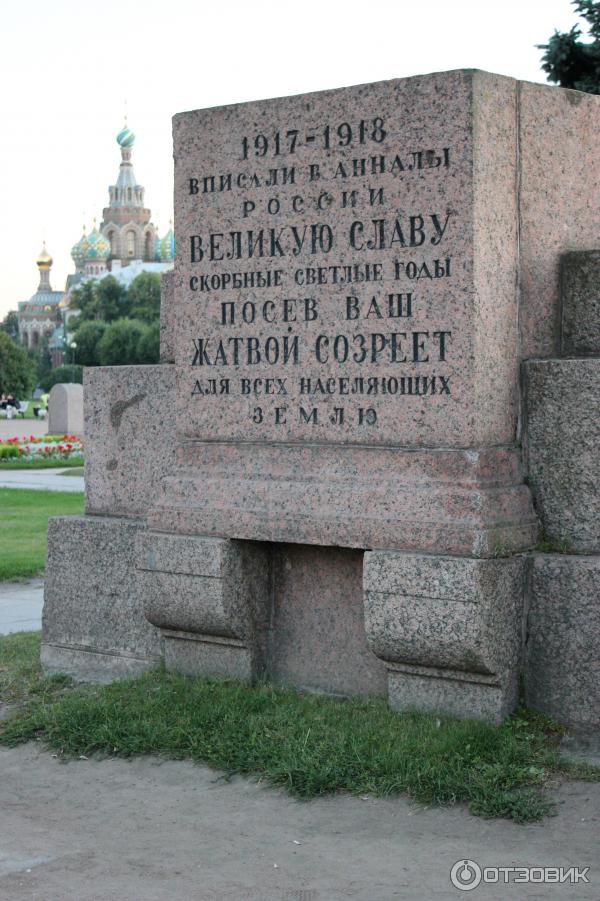 1917-1918
ВПИСАЛИ В АННАЛЫ
РОССИИ
ВЕЛИКУЮ СЛАВУ
СКОРБНЫЕ СВЕТЛЫЕ ГОДЫ
ПОСЕВ ВАШ
ЖАТВОЙ СОЗРЕЕТ
ДЛЯ ВСЕХ НАСЕЛЯЮЩИХ
ЗЕМЛЮ
ОТЗОВИК